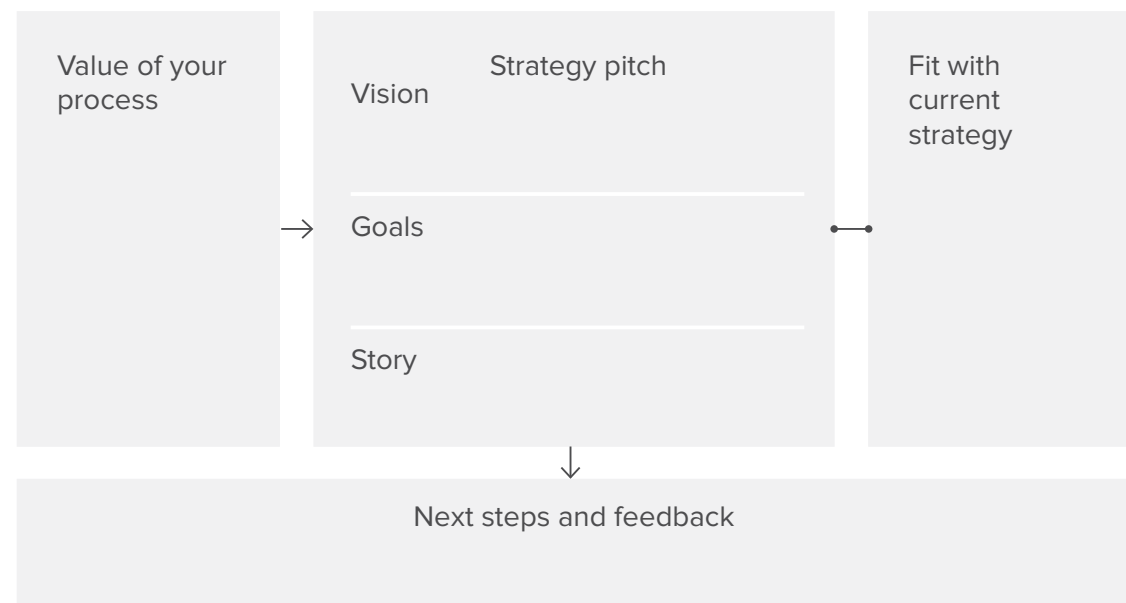 Value of your
process
Strategy pitch
Vision
Goals
Story
Fit with
current
strategy
Next steps and feedback